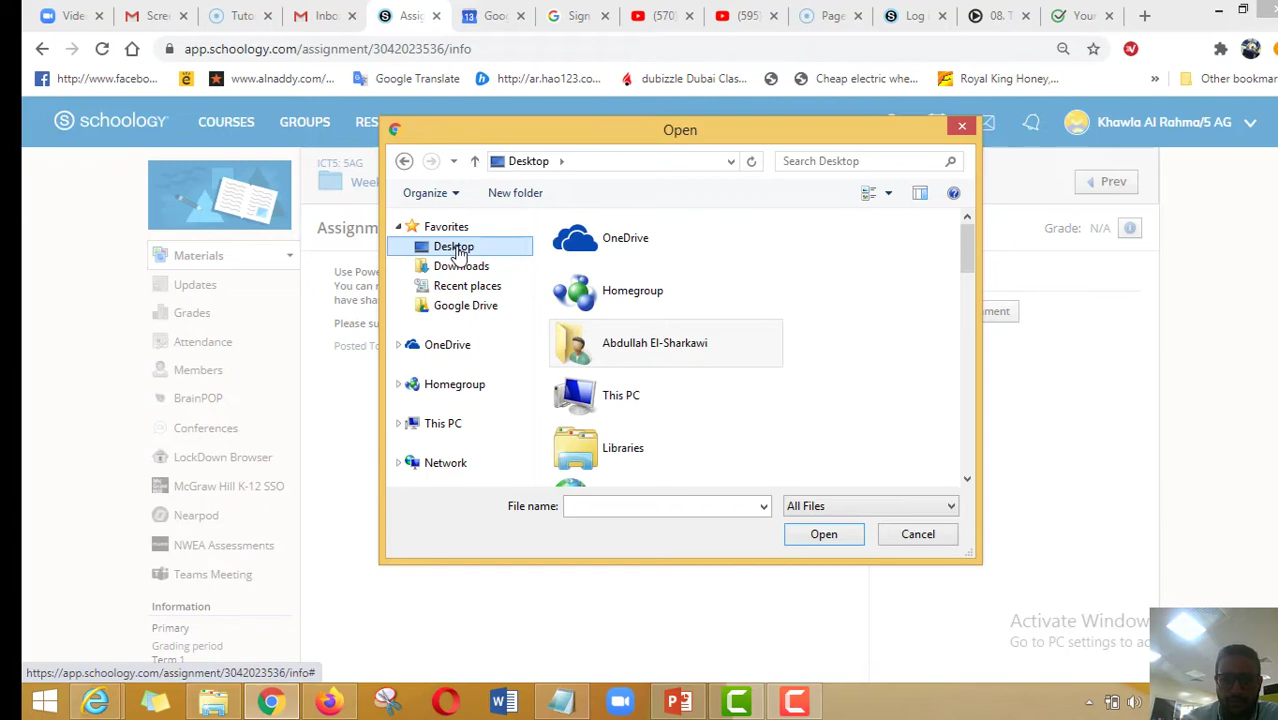 Vide
Scre
Tuto
Inbo
Assig
Goo
Sign
(570)
(595)
Page
Log
08. T
Your
app.schoology.com/assignment/3042023536/info
http://www.facebo...
www.alnaddy.com/...
Google Translate
http://ar.hao123.co...
dubizzle Dubai Clas...
Cheap electric whe...
Royal King Honey,...
»
Other bookmar
S schoology®
COURSES
GROUPS
RES
Khawla Al Rahma/5 AG
ICT5: 5AG
Week
Prev
Assignm
Grade: N/A
Materials
Updates
Grades
Attendance
Members
BrainPOP
Conferences
LockDown Browser
McGraw Hill K-12 SSO
Nearpod
NWEA Assessments
Teams Meeting
Information
Primary
Grading period
Term 1
Use Powe
You can r
have shar
Please su
Posted To
ment
Open
Desktop
Search Desktop
Organize
New folder
Favorites
Desktop
Downloads
Recent places
Google Drive
OneDrive
Homegroup
This PC
Network
OneDrive
Homegroup
Abdullah El-Sharkawi
This PC
Libraries
File name:
All Files
Open
Cancel
Activate Window
Go to PC settings to ac
https://app.schoology.com/assignment/3042023536/info#